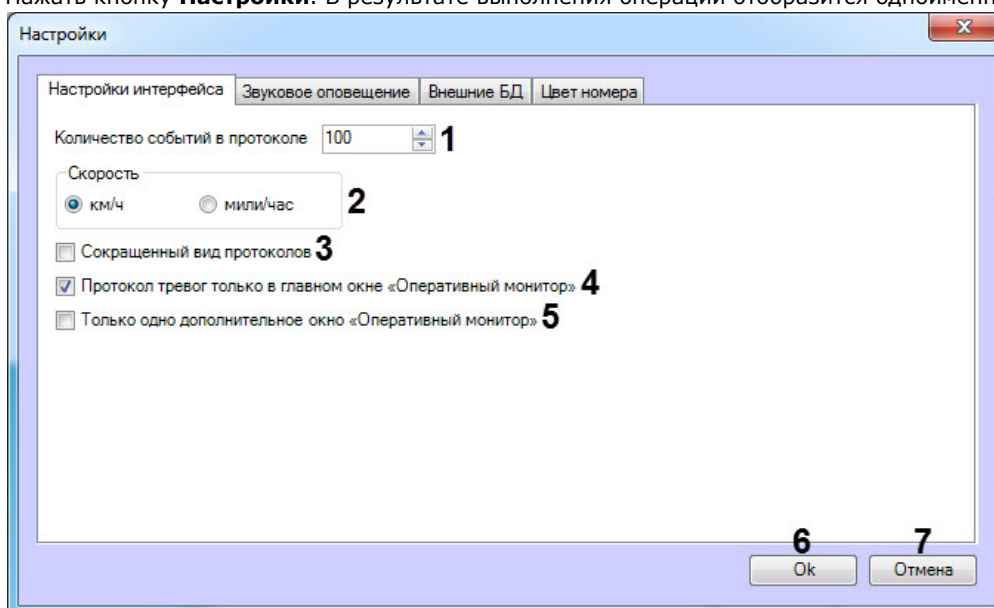 Нажать кнопку Настройки. В результате выполнения операции отобразится одноименн
Настройки
Настройки интерфейса Звуковое оповещение Внешние БД Цвет номера
Количество событий в протоколе 100 1
Скорость
км/ч мили/час 2
Сокращенный вид протоколов 3
Протокол тревог только в главном окне «Оперативный монитор» 4
Только одно дополнительное окно «Оперативный монитор» 5
6 7
Ok Отмена